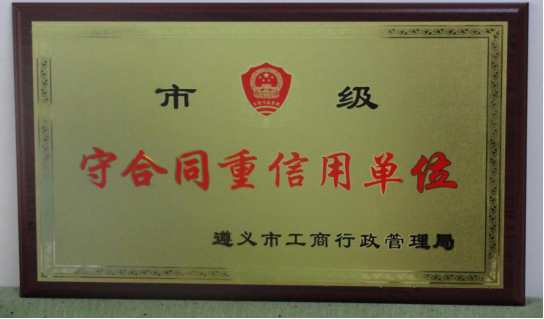 市 级
守合同重信用单位
遵义市工商行政管理局